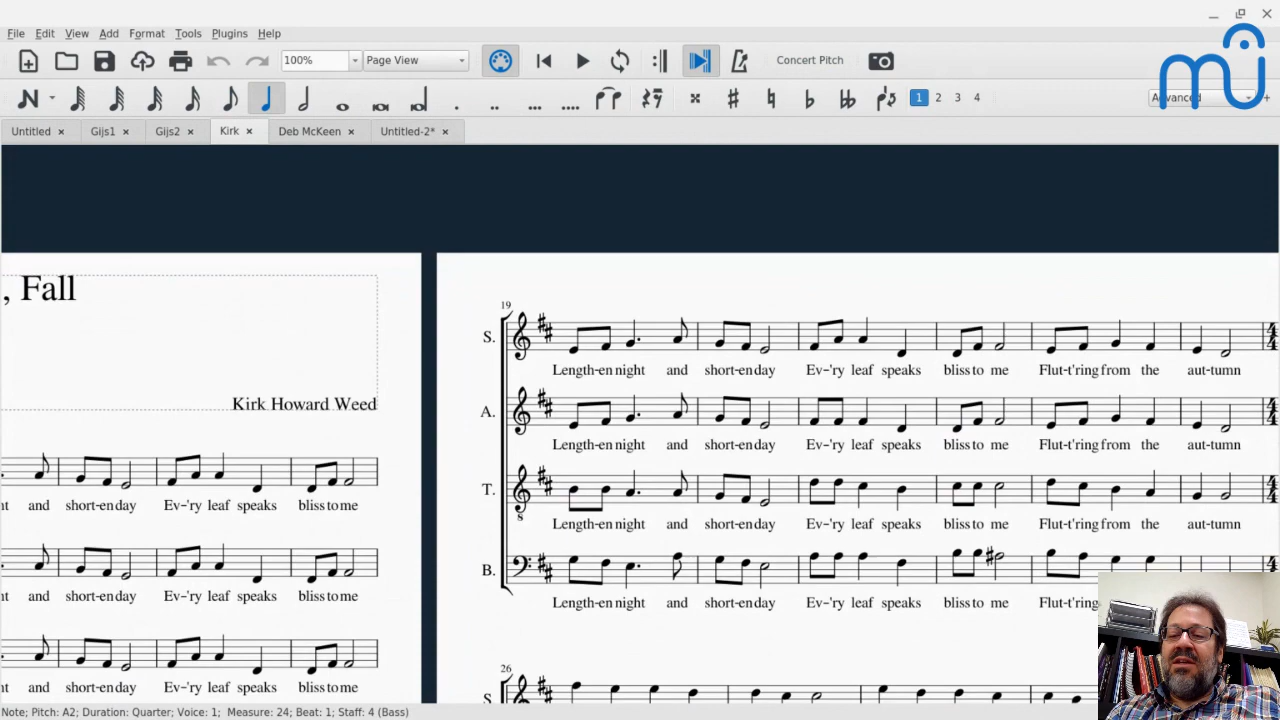 File Edit View Add Format Tools Plugins Help
100% Page View Concert Pitch
1 2 3 4 Advanced +
Untitled × Gijs1 × Gijs2 × Kirk × Deb McKeen × Untitled-2* ×
, Fall
Kirk Howard Weed
and short-en day Ev-'ry leaf speaks bliss to me
and short-en day Ev-'ry leaf speaks bliss to me
and short-en day Ev-'ry leaf speaks bliss to me
19
S.
Length-en night and short-en day Ev-'ry leaf speaks bliss to me Flut-t'ring from the aut-tumn
A.
Length-en night and short-en day Ev-'ry leaf speaks bliss to me Flut-t'ring from the aut-tumn
T.
Length-en night and short-en day Ev-'ry leaf speaks bliss to me Flut-t'ring from the aut-tumn
B.
Length-en night and short-en day Ev-'ry leaf speaks bliss to me Flut-t'ring
26
S
Note; Pitch: A2; Duration: Quarter; Voice: 1; Measure: 24; Beat: 1; Staff: 4 (Bass)